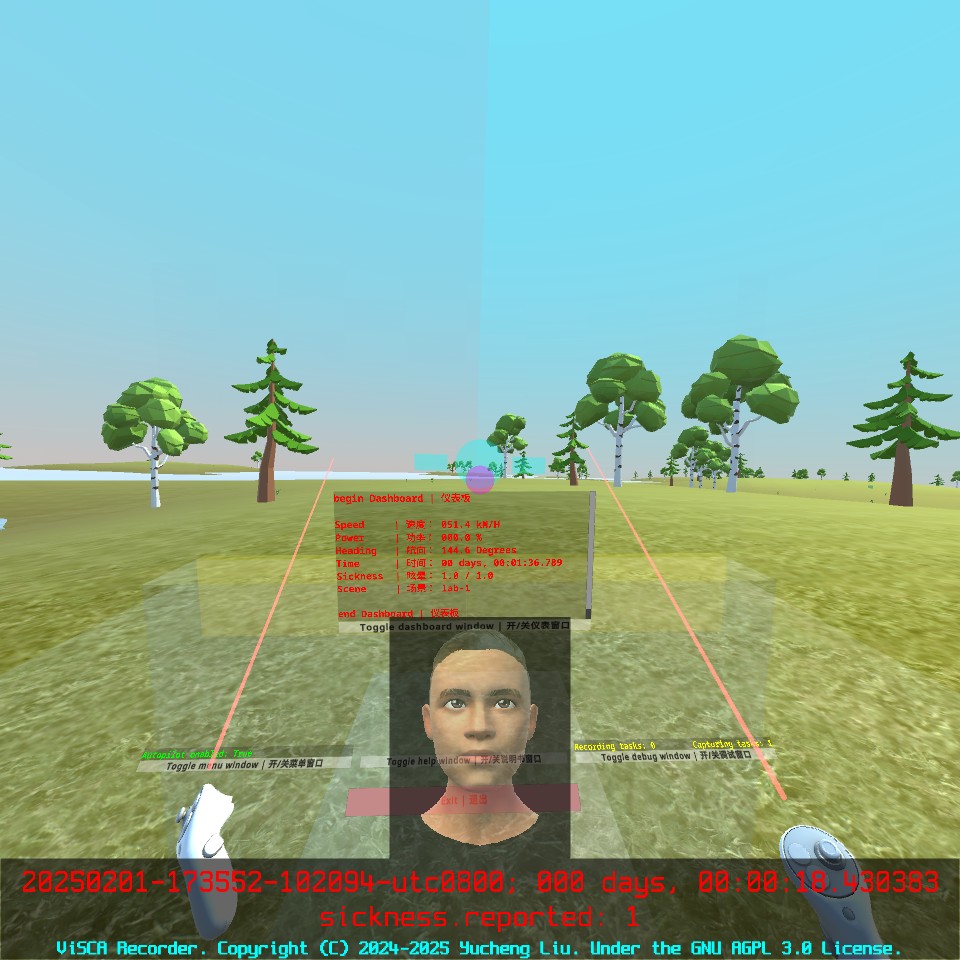 begin Dashboard | 仪表板
Speed | 速度: 851.4 kM/H
Power | 功率: 000.0 %
Heading | 航向: 144.6 Degrees
Time | 时间: 00 days, 00:01:36.789
Sickness | 眩晕: 1.0 / 1.0
Scene | 场景: lab-1
end Dashboard | 仪表板
Toggle dashboard window | 开/关仪表窗口
Autopilot enabled: True
Toggle menu window | 开/关菜单窗口
Toggle help window | 开/关说明书窗口
Recording tasks: 0 Capturing tasks: 1
Toggle debug window | 开/关调试窗口
Exit | 退出
20250201-173552-102094-utc0800; 000 days, 00:00:18.430383
sickness.reported: 1
ViSCA Recorder. Copyright (C) 2024-2025 Yucheng Liu. Under the GNU AGPL 3.0 License.